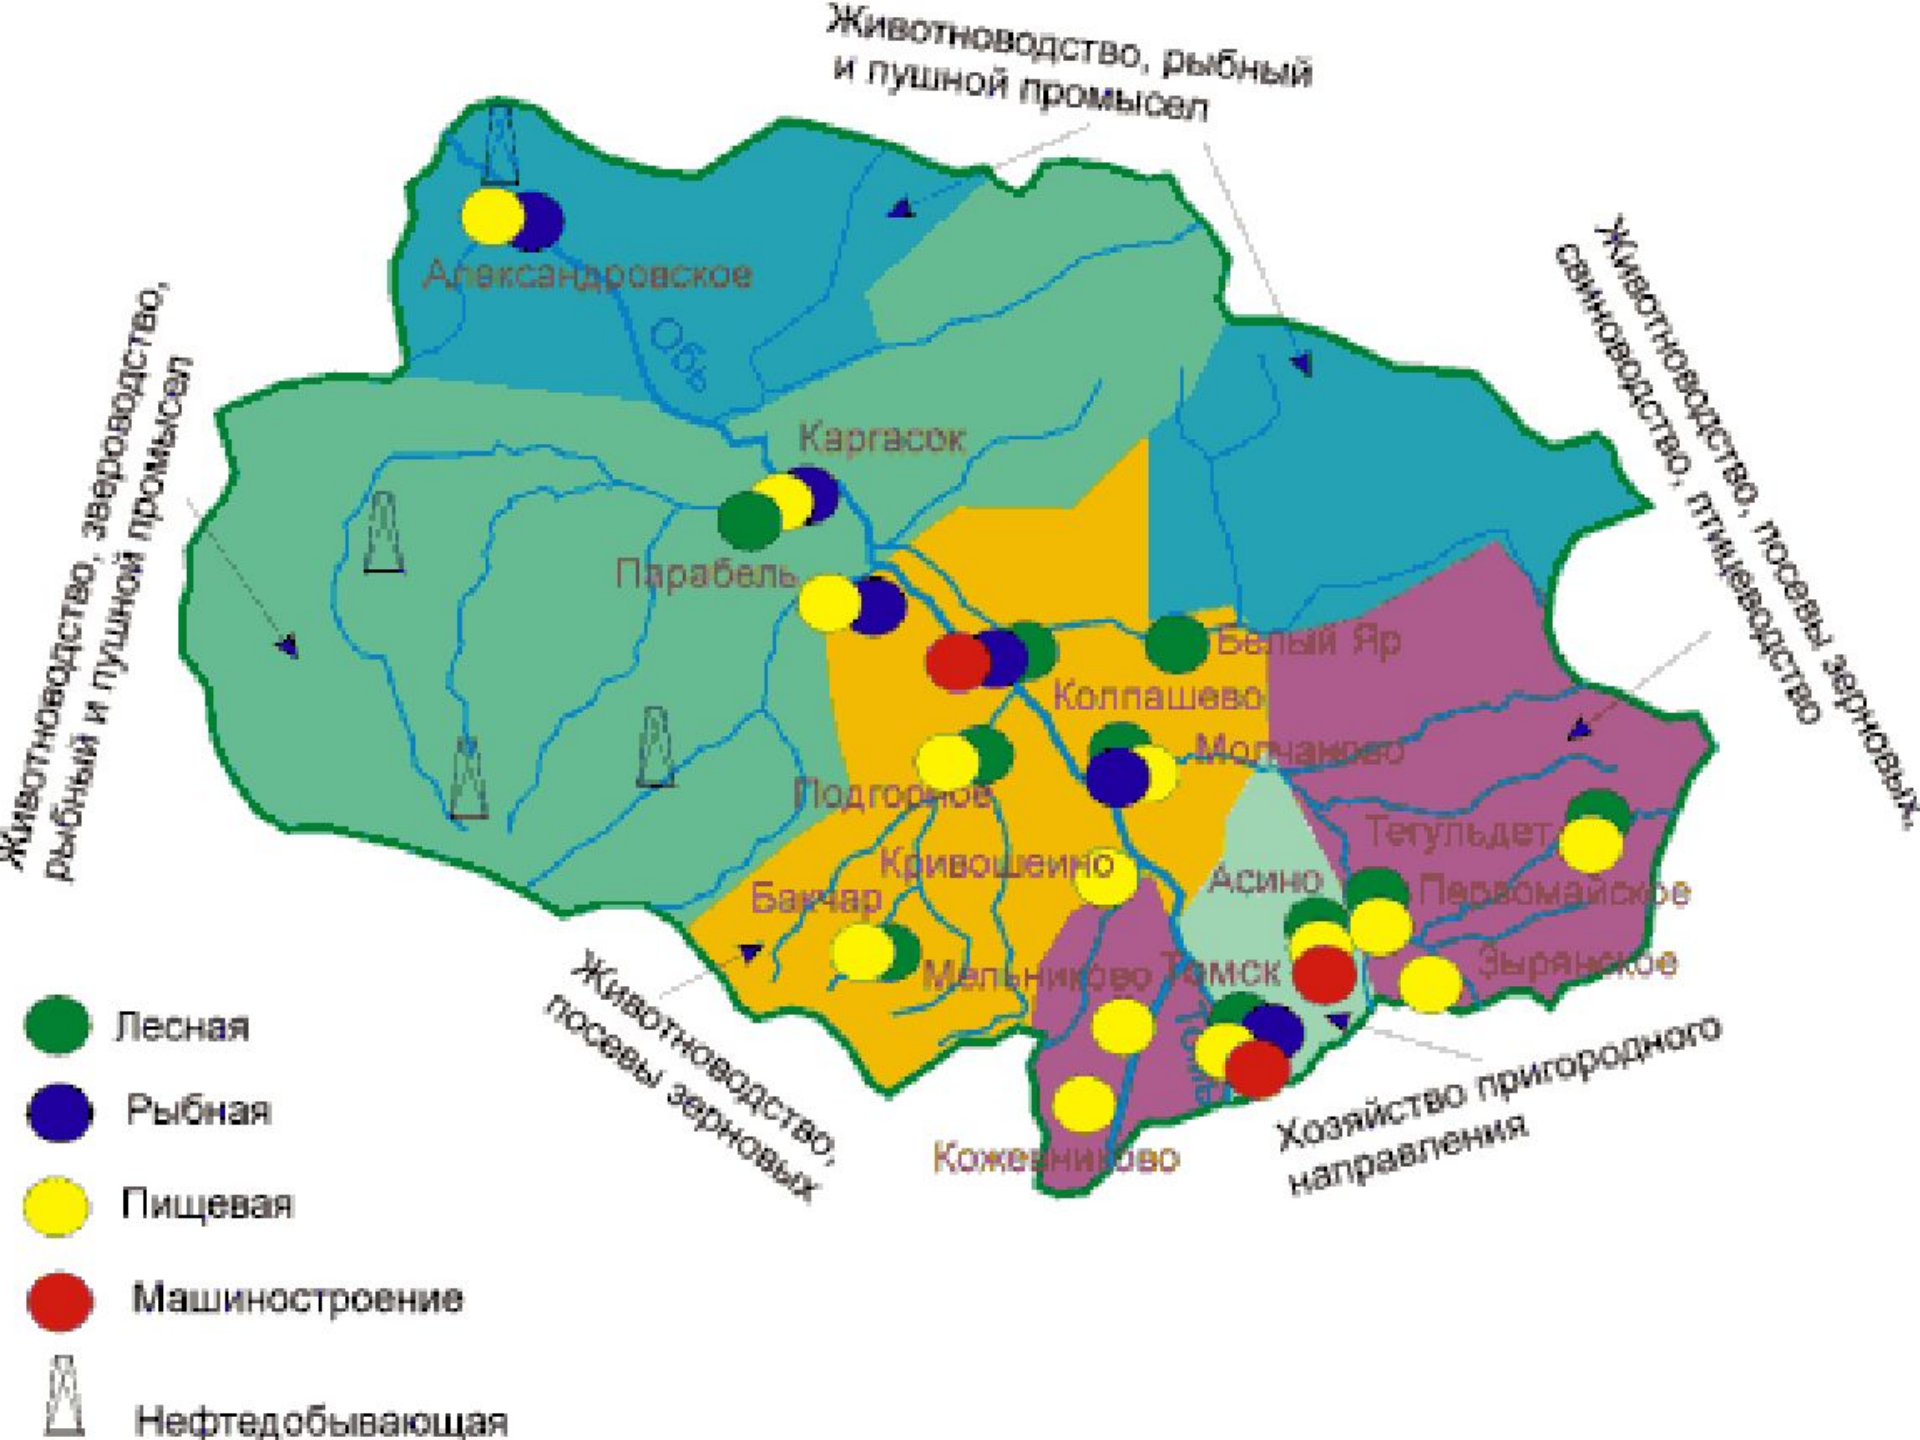 Животноводство, рыбный
и пушной промысел
Животноводство, звероводство,
рыбный и пушной промысел
Животноводство, посевы зерновых,
свиноводство, птицеводство
Александровское
Обь
Каргасок
Парабель
Белый Яр
Колпашево
Молчаново
Подгорное
Тегульдет
Кривошеино
Асино
Первомайское
Бакчар
Мельниково
Томск
Зырянское
Томь
Кожевниково
Животноводство,
посевы зерновых
Хозяйство пригородного
направления
Лесная
Рыбная
Пищевая
Машиностроение
Нефтедобывающая